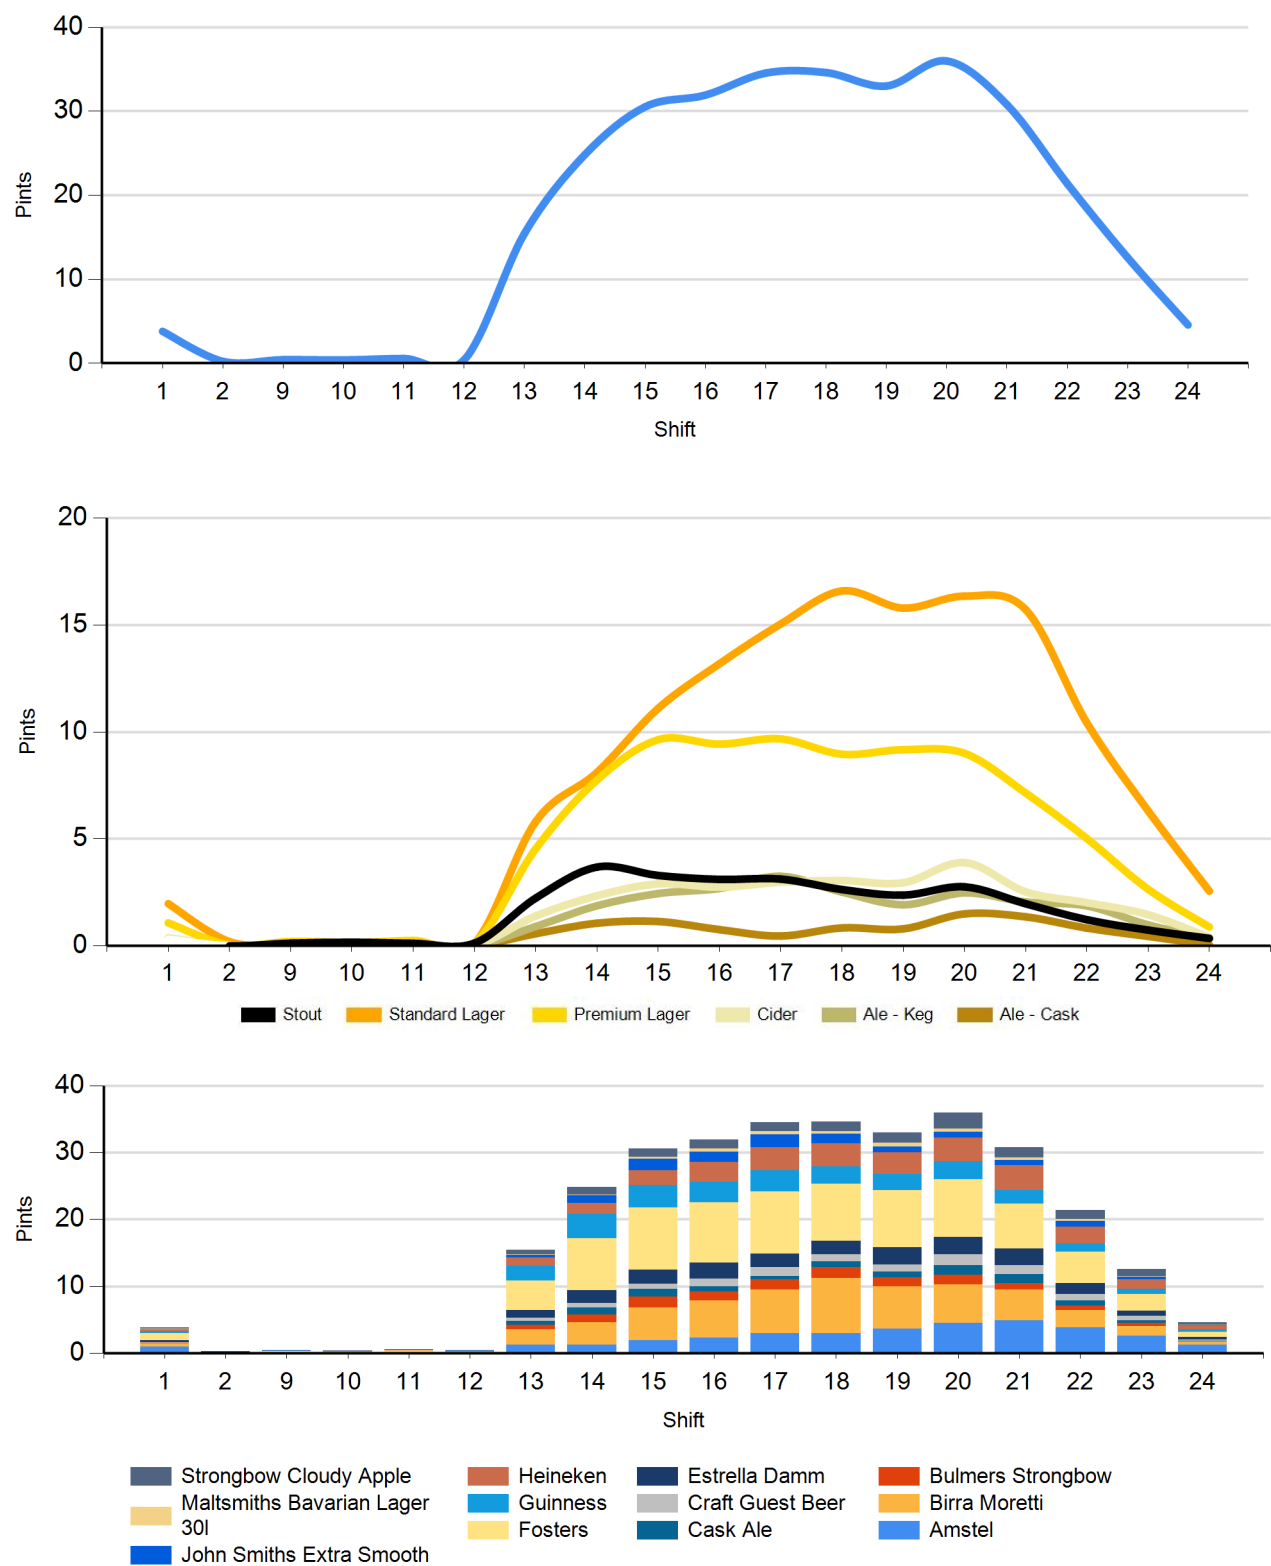 40
30
20
10
0
Pints
1 2 9 10 11 12 13 14 15 16 17 18 19 20 21 22 23 24
Shift
20
15
10
5
0
Pints
1 2 9 10 11 12 13 14 15 16 17 18 19 20 21 22 23 24
Stout Standard Lager Premium Lager Cider Ale - Keg Ale - Cask
40
30
20
10
0
Pints
1 2 9 10 11 12 13 14 15 16 17 18 19 20 21 22 23 24
Shift
Strongbow Cloudy Apple
Maltsmiths Bavarian Lager
30l
John Smiths Extra Smooth
Heineken
Guinness
Fosters
Estrella Damm
Craft Guest Beer
Cask Ale
Bulmers Strongbow
Birra Moretti
Amstel